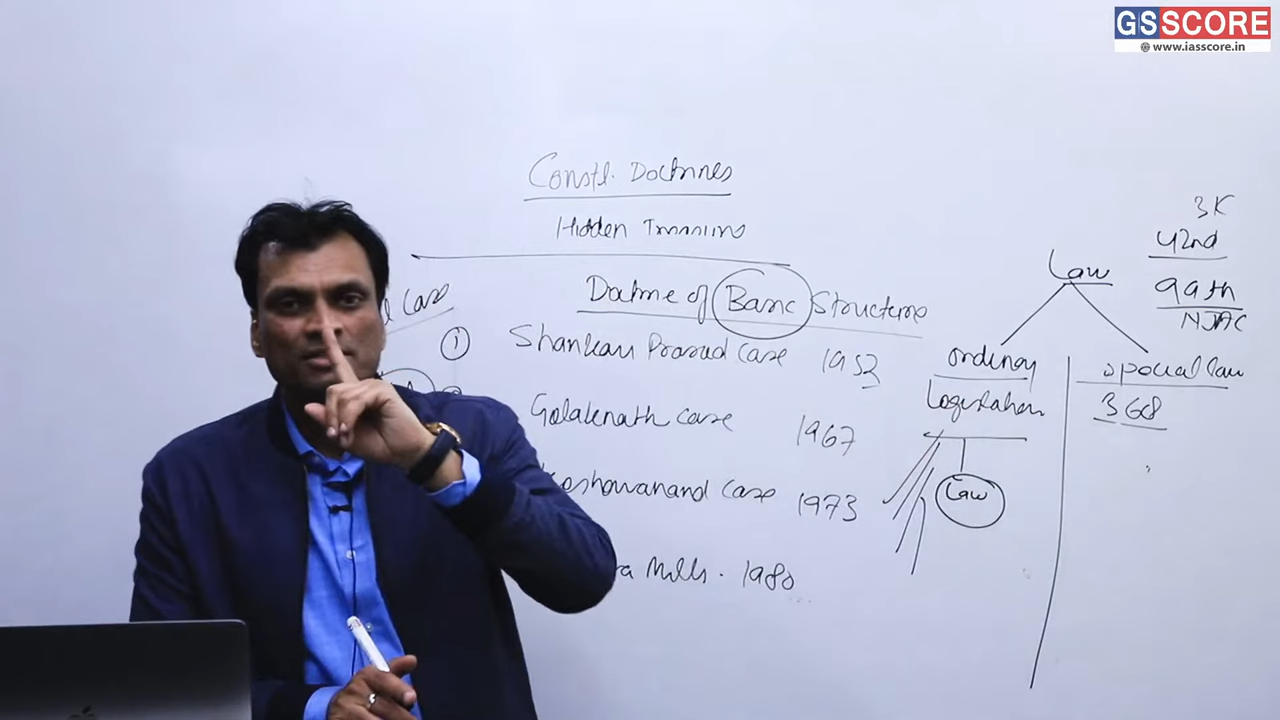 GSSCORE
www.iasscore.in
Constl. Doctrines
Hidden
Case
Doctrine of Basic Structure
① Shankari Prasad Case 1952
Golaknath case 1967
Keshavanand Case 1973
ra Mills. 1980
Law
ordinary
Legislation
Law
special law
368
3K
42nd
99th
NJAC